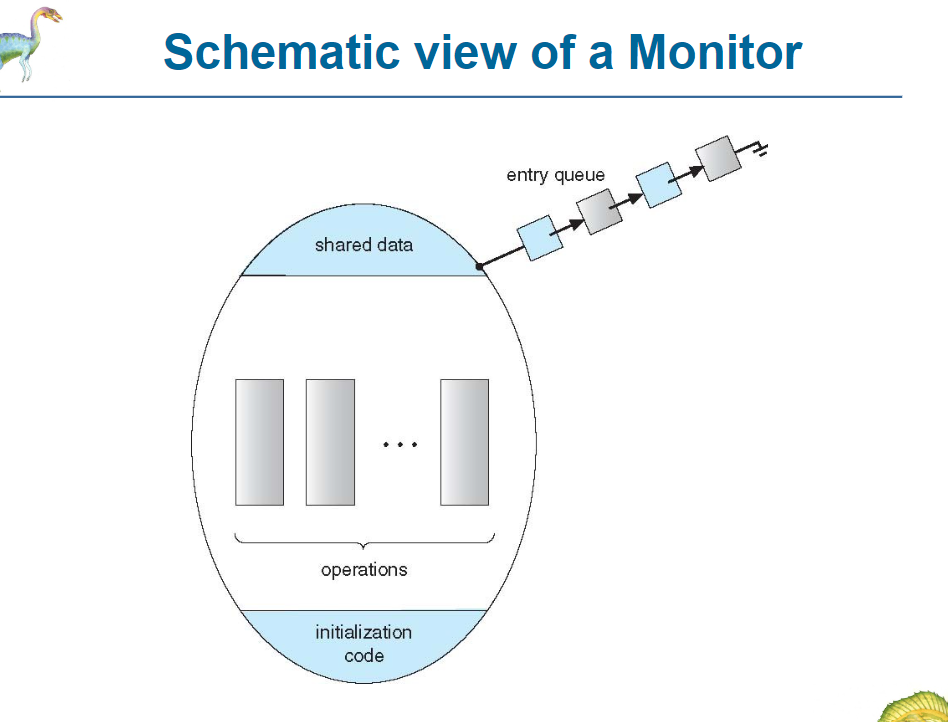 Schematic view of a Monitor
entry queue
shared data
• • •
operations
initialization
code